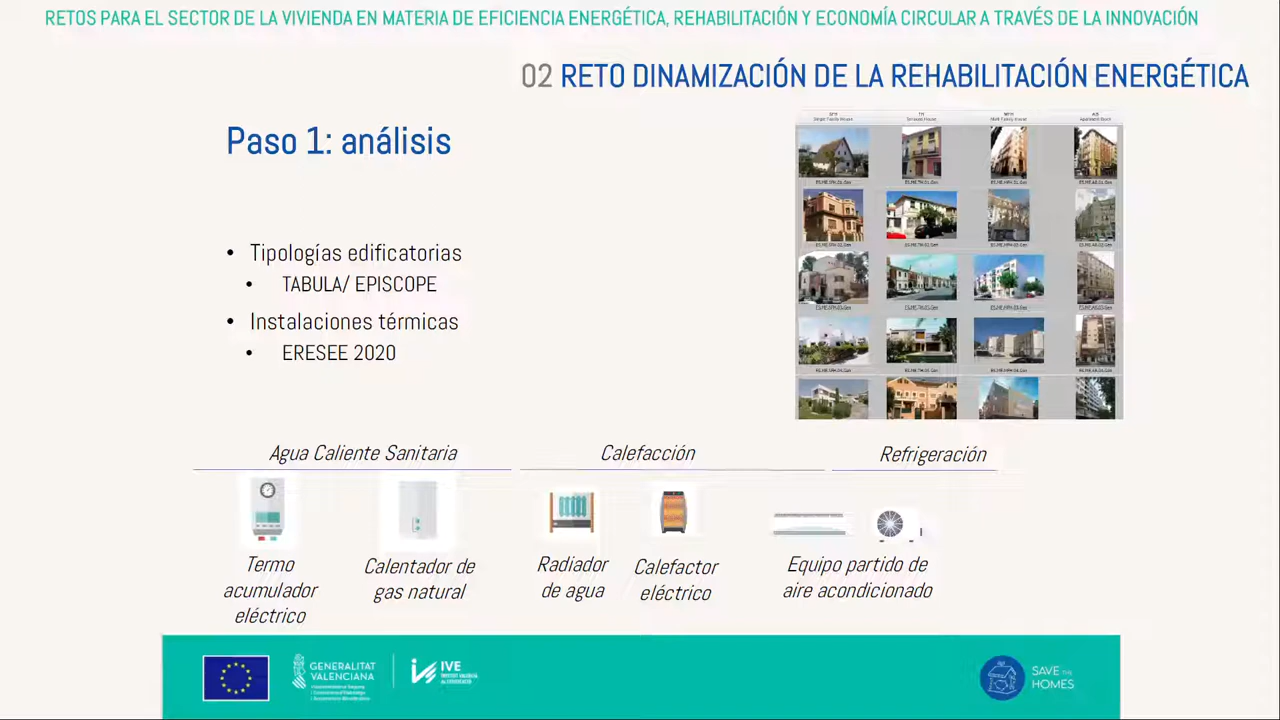 RETOS PARA EL SECTOR DE LA VIVIENDA EN MATERIA DE EFICIENCIA ENERGÉTICA, REHABILITACIÓN Y ECONOMÍA CIRCULAR A TRAVÉS DE LA INNOVACIÓN
02 RETO DINAMIZACIÓN DE LA REHABILITACIÓN ENERGÉTICA
Paso 1: análisis
• Tipologías edificatorias
• TABULA/ EPISCOPE
• Instalaciones térmicas
• ERESEE 2020
Agua Caliente Sanitaria
Calefacción
Refrigeración
Termo
acumulador
eléctrico
Calentador de
gas natural
Radiador
de agua
Calefactor
eléctrico
Equipo partido de
aire acondicionado
GENERALITAT
VALENCIANA
IVE
SAVE THE
HOMES